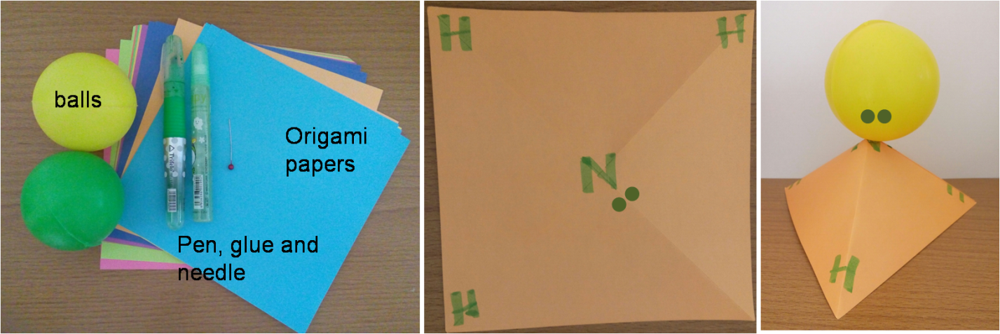 balls
Origami
papers
Pen, glue and
needle
H
H
N
H
H